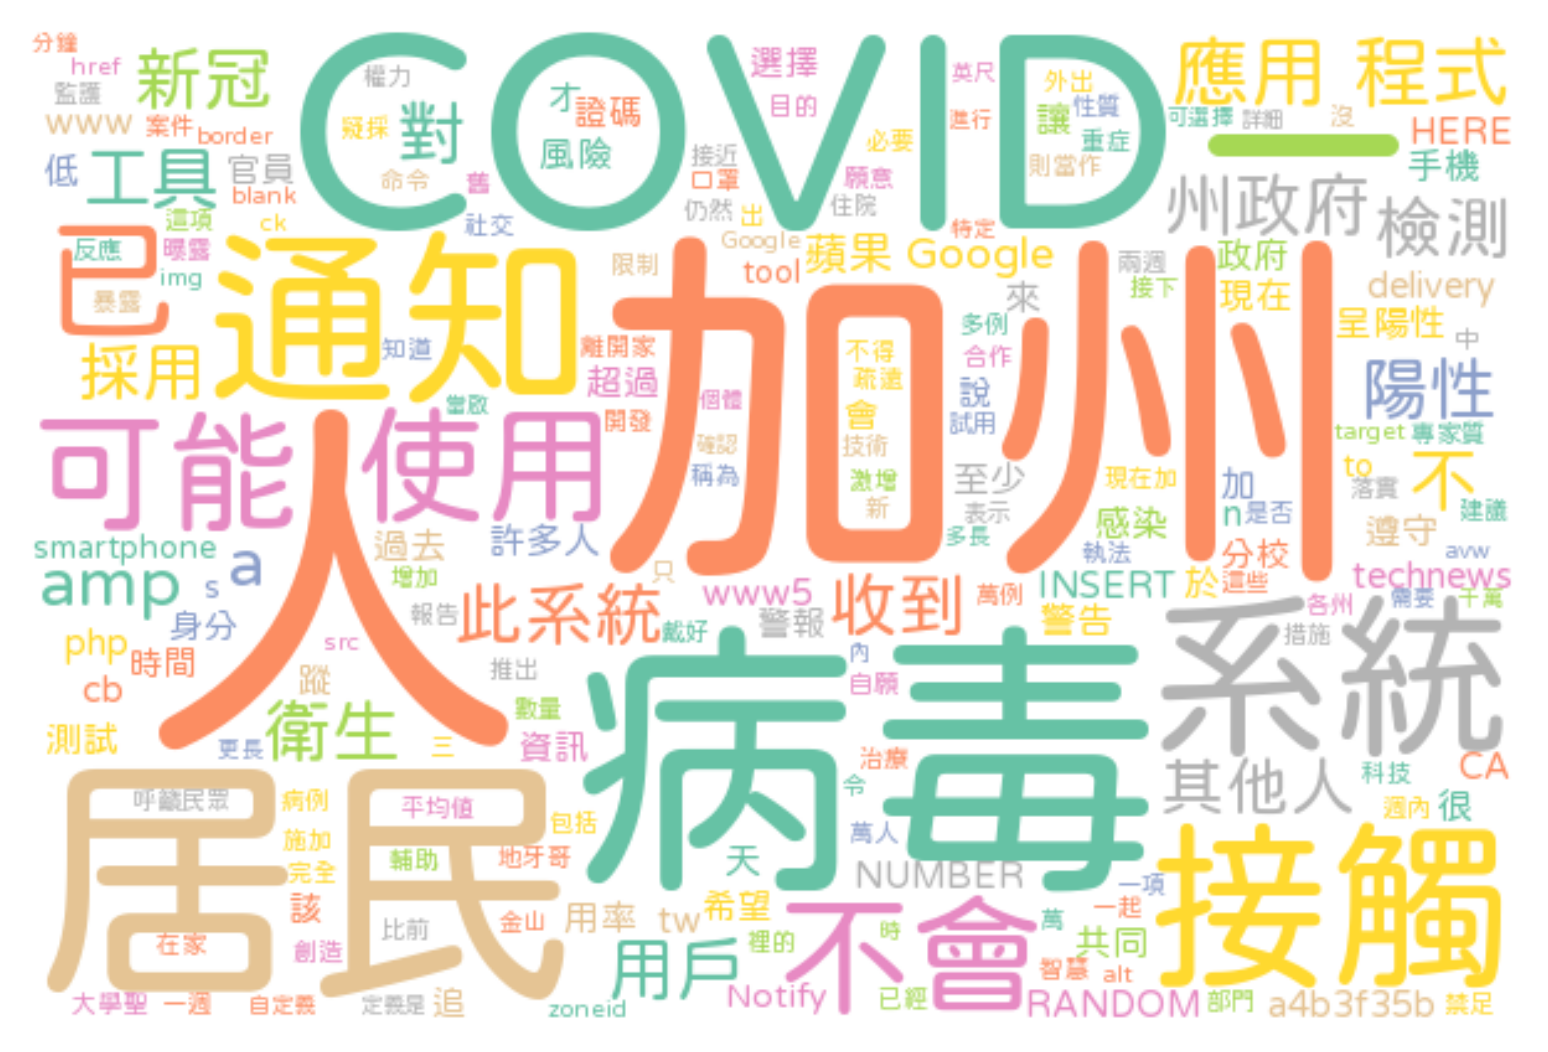 分鐘
href
監護
www
案件
border
新冠
低
工具
官員
blank
這項
ck
COVID
權力
對
疑採
命令
舊
社交
才
證碼
風險
選擇
目的
必要
接近
口罩
願意
仍然
出
住院
英尺
進行
特定
外出
讓
性質
重症
則當作
應用 程式
可選擇
詳細
沒
一
HERE
手機
州政府
檢測
已
反應
曝露
img
暴露
通知
採用
知道
當啟
限制
Google
tool
蘋果 Google
加州
離開家
超過
開發
個體
確認
稱為
不得
疏遠
會
技術
激增
新
多例
合作
說
試用
至少
表示
多長
來
兩週
接下
政府
現在
delivery
呈陽性
中
陽性
target
專家質
to
落實
不
建議
現在加
加
n
是否
感染
執法
分校
這些
遵守
avw
technews
可能
使用
人
smartphone
amp
s
a
身分
php
時間
cb
測試
過去
增加
許多人
報告
只
此系統
戴好
www5
警報
收到
萬例
INSERT
於
警告
各州
需要
千萬
措施
系統
src
蹤
推出
數量
衛生
更長
三
資訊
病毒
內
自願
治療
令
萬人
其他人
科技
CA
週內
很
居民
呼籲民眾
病例
施加
完全
該
在家
創造
平均值
輔助
比前
包括
地牙哥
金山
用率
tw
希望
天
NUMBER
一項
一起
萬
共同
接觸
不會
時
裡的
用戶
智慧
alt
大學聖
一週
自定義
定義是
追
zoneid
Notify
已經
RANDOM
部門
a4b3f35b
禁足